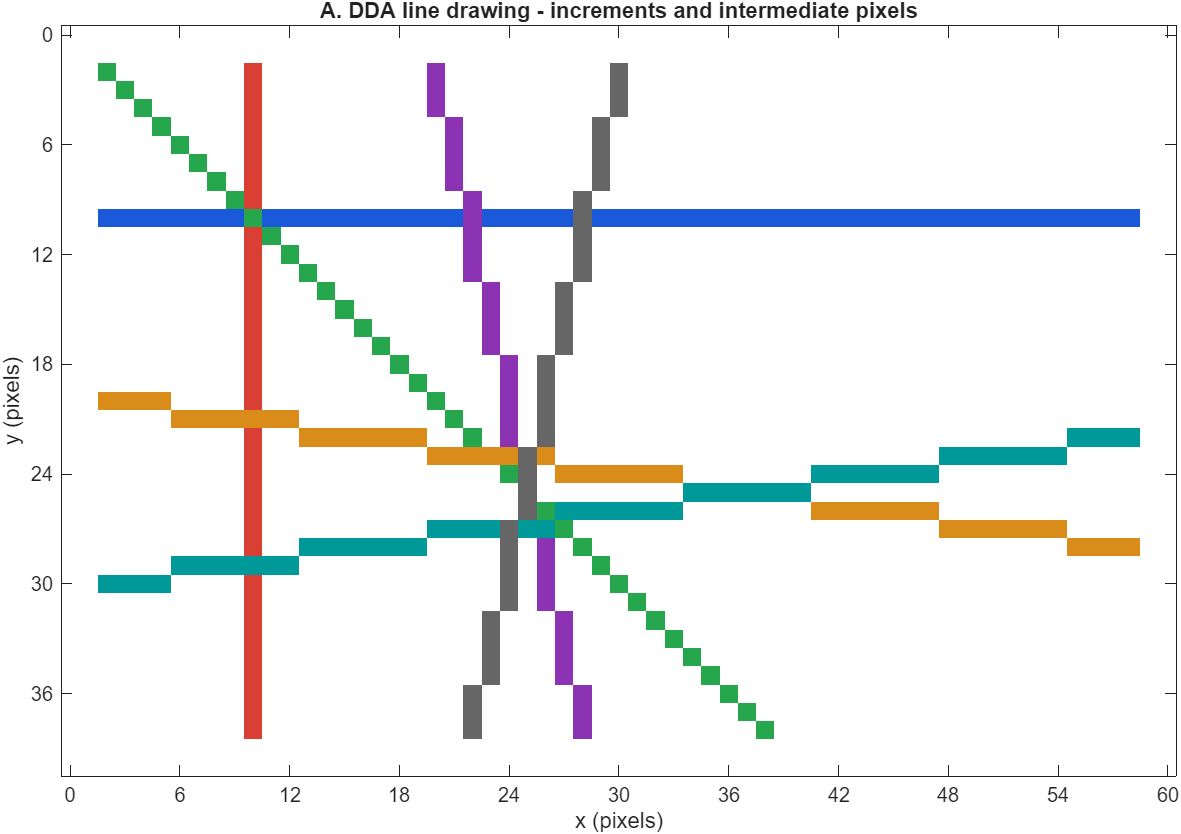 A. DDA line drawing - increments and intermediate pixels
0
6
12
18
24
30
36
y (pixels)
0 6 12 18 24 30 36 42 48 54 60
x (pixels)